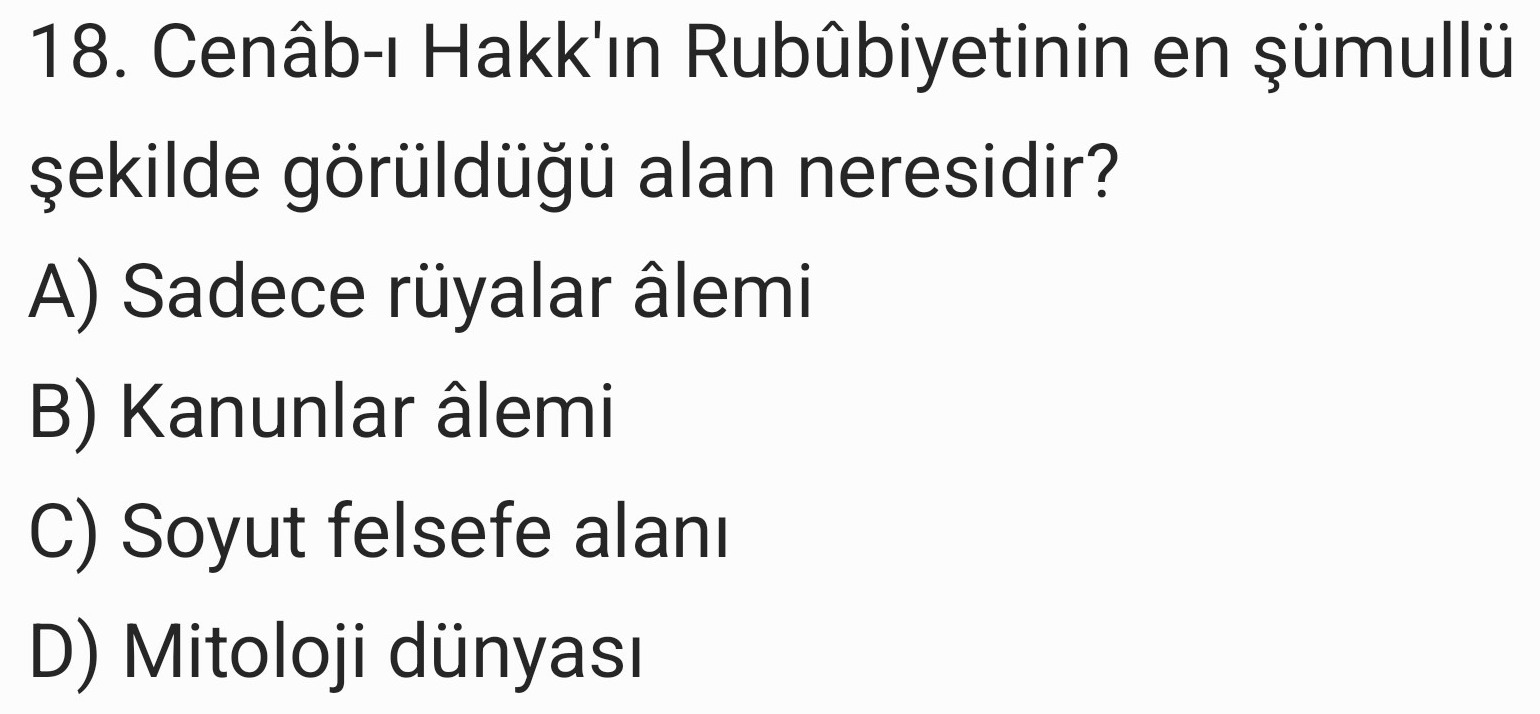 18. Cenâb-ı Hakk'ın Rubûbiyetinin en şümullü
şekilde görüldüğü alan neresidir?
A) Sadece rüyalar âlemi
B) Kanunlar âlemi
C) Soyut felsefe alanı
D) Mitoloji dünyası